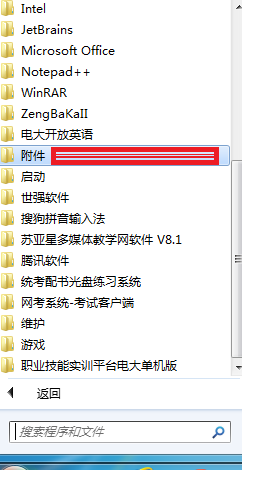 Intel
JetBrains
Microsoft Office
Notepad++
WinRAR
ZengBaKaII
电大开放英语
附件
启动
世强软件
搜狗拼音输入法
苏亚星多媒体教学网软件 V8.1
腾讯软件
统考配书光盘练习系统
网考系统-考试客户端
维护
游戏
职业技能实训平台电大单机版
返回
搜索程序和文件